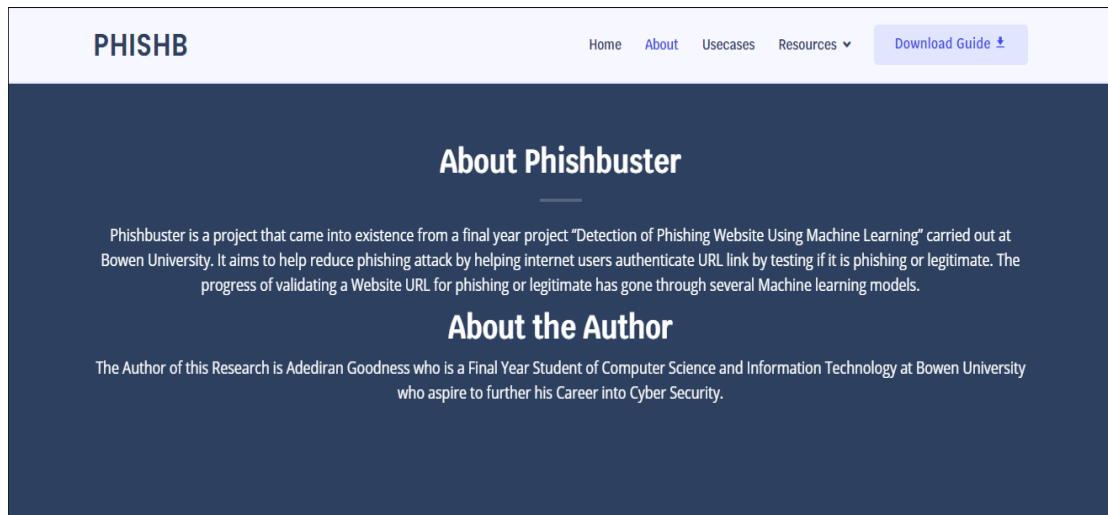 PHISHB
Home About Usecases Resources Download Guide
About Phishbuster
Phishbuster is a project that came into existence from a final year project “Detection of Phishing Website Using Machine Learning” carried out at
Bowen University. It aims to help reduce phishing attack by helping internet users authenticate URL link by testing if it is phishing or legitimate. The
progress of validating a Website URL for phishing or legitimate has gone through several Machine learning models.
About the Author
The Author of this Research is Adediran Goodness who is a Final Year Student of Computer Science and Information Technology at Bowen University
who aspire to further his Career into Cyber Security.